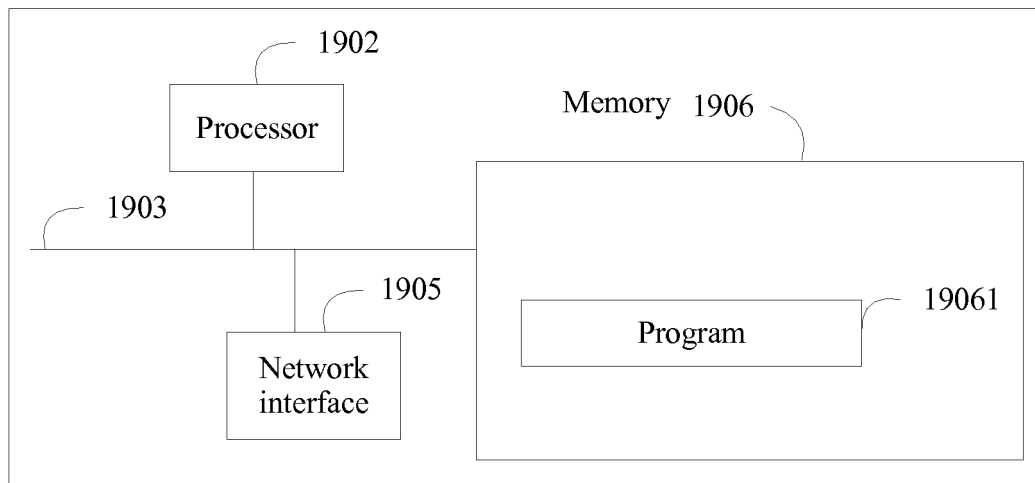 1902
Processor
Memory 1906
1903
1905
19061
Program
Network
interface